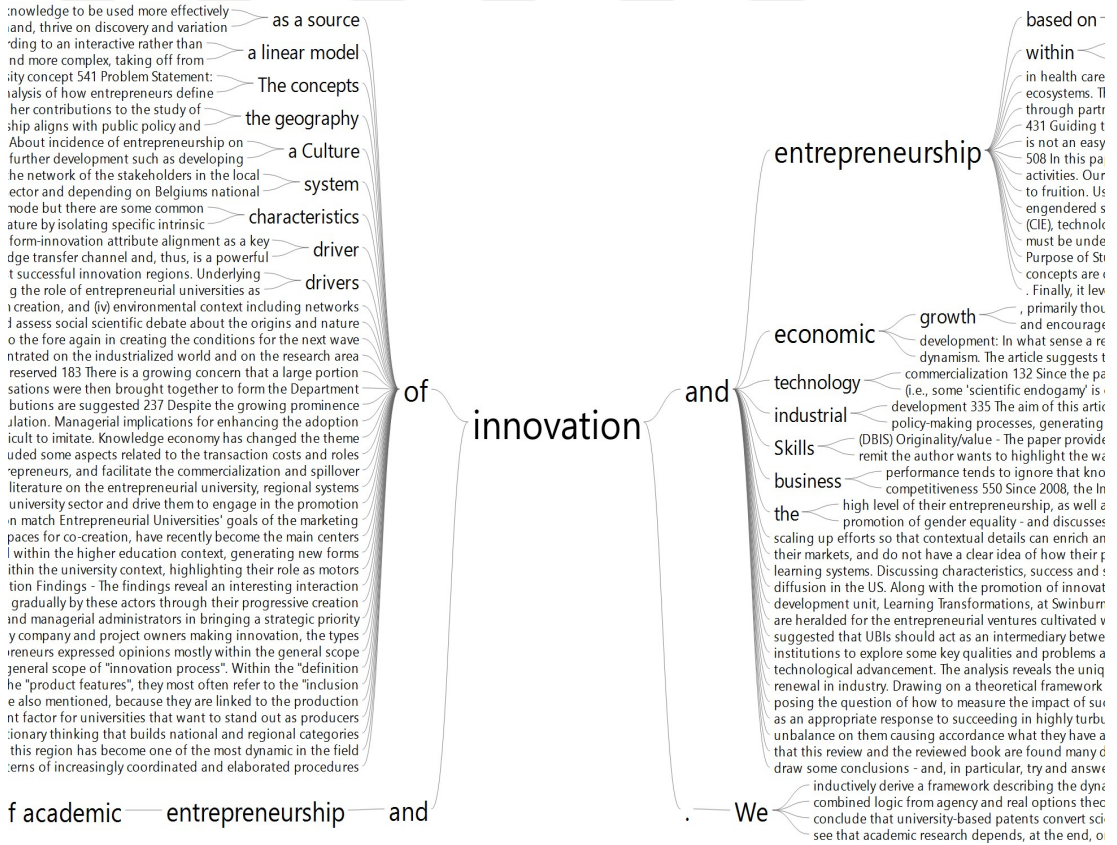 knowledge to be used more effectively
and, thrive on discovery and variation
as a source
rding to an interactive rather than
nd more complex, taking off from
a linear model
sity concept 541 Problem Statement:
nalysis of how entrepreneurs define
The concepts
her contributions to the study of
ship aligns with public policy and
the geography
About incidence of entrepreneurship on
further development such as developing
a Culture
he network of the stakeholders in the local
ector and depending on Belgiums national
system
mode but there are some common
ature by isolating specific intrinsic
characteristics
form-innovation attribute alignment as a key
dge transfer channel and, thus, is a powerful
driver
t successful innovation regions. Underlying
g the role of entrepreneurial universities as
drivers
creation, and (iv) environmental context including networks
d assess social scientific debate about the origins and nature
o the fore again in creating the conditions for the next wave
ntrated on the industrialized world and on the research area
reserved 183 There is a growing concern that a large portion
sations were then brought together to form the Department
butions are suggested 237 Despite the growing prominence
ulation. Managerial implications for enhancing the adoption
icult to imitate. Knowledge economy has changed the theme
uded some aspects related to the transaction costs and roles
repreneurs, and facilitate the commercialization and spillover
literature on the entrepreneurial university, regional systems
university sector and drive them to engage in the promotion
n match Entrepreneurial Universities' goals of the marketing
paces for co-creation, have recently become the main centers
l within the higher education context, generating new forms
ithin the university context, highlighting their role as motors
tion Findings - The findings reveal an interesting interaction
gradually by these actors through their progressive creation
and managerial administrators in bringing a strategic priority
y company and project owners making innovation, the types
preneurs expressed opinions mostly within the general scope
general scope of "innovation process". Within the "definition
he "product features", they most often refer to the "inclusion
e also mentioned, because they are linked to the production
nt factor for universities that want to stand out as producers
ionary thinking that builds national and regional categories
this region has become one of the most dynamic in the field
terns of increasingly coordinated and elaborated procedures
of
f academic entrepreneurship and
innovation
and
entrepreneurship
based on
within
in health care
ecosystems. Th
through partn
431 Guiding t
is not an easy
508 In this pa
activities. Our
to fruition. Us
engendered s
(CIE), technolo
must be unde
Purpose of Stu
concepts are c
. Finally, it leve
economic
growth
, primarily thou
and encourage
development: In what sense a re
dynamism. The article suggests t
technology
commercialization 132 Since the pa
(i.e., some 'scientific endogamy' is
industrial
development 335 The aim of this artic
policy-making processes, generating
Skills
(DBIS) Originality/value - The paper provide
remit the author wants to highlight the wa
business
performance tends to ignore that kno
competitiveness 550 Since 2008, the In
the
high level of their entrepreneurship, as well a
promotion of gender equality - and discusses
scaling up efforts so that contextual details can enrich an
their markets, and do not have a clear idea of how their p
learning systems. Discussing characteristics, success and s
diffusion in the US. Along with the promotion of innovat
development unit, Learning Transformations, at Swinburn
are heralded for the entrepreneurial ventures cultivated w
suggested that UBIs should act as an intermediary betwe
institutions to explore some key qualities and problems a
technological advancement. The analysis reveals the uniq
renewal in industry. Drawing on a theoretical framework
posing the question of how to measure the impact of suc
as an appropriate response to succeeding in highly turbu
unbalance on them causing accordance what they have a
that this review and the reviewed book are found many d
draw some conclusions - and, in particular, try and answe
. We
inductively derive a framework describing the dyna
combined logic from agency and real options theo
conclude that university-based patents convert scie
see that academic research depends, at the end, o